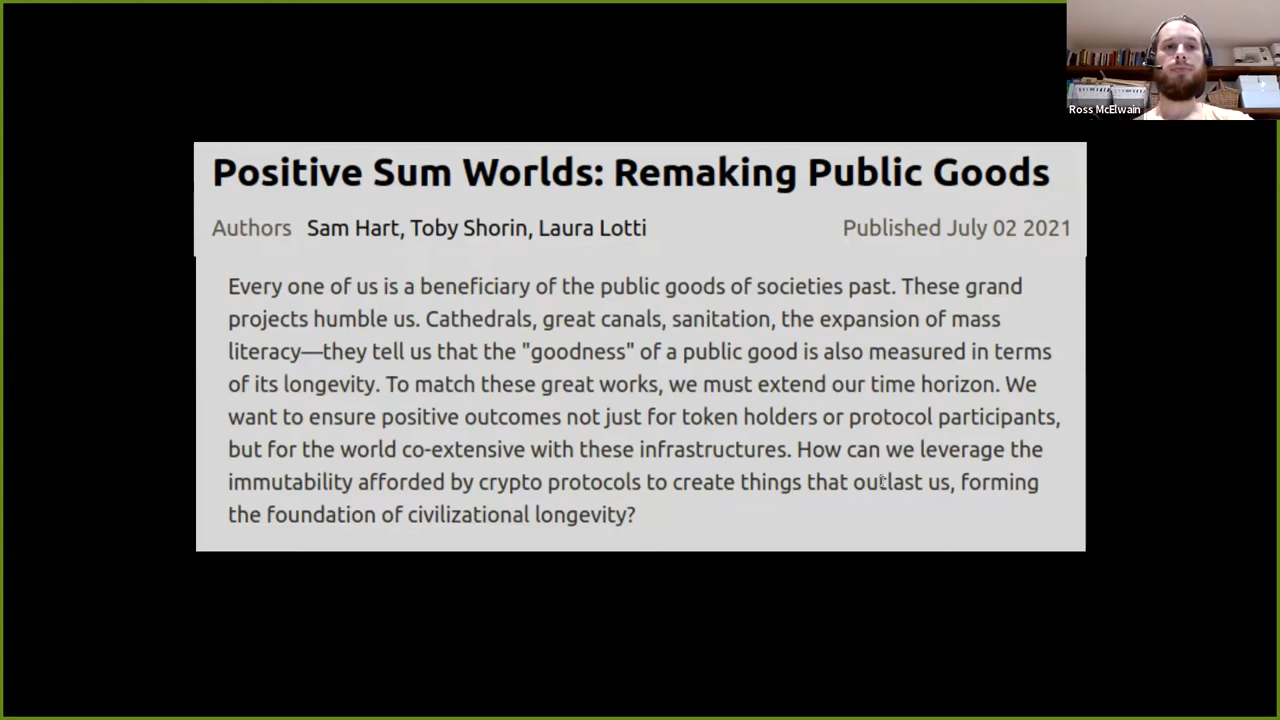 Ross McElwain
Positive Sum Worlds: Remaking Public Goods
Authors Sam Hart, Toby Shorin, Laura Lotti Published July 02 2021
Every one of us is a beneficiary of the public goods of societies past. These grand
projects humble us. Cathedrals, great canals, sanitation, the expansion of mass
literacy—they tell us that the "goodness" of a public good is also measured in terms
of its longevity. To match these great works, we must extend our time horizon. We
want to ensure positive outcomes not just for token holders or protocol participants,
but for the world co-extensive with these infrastructures. How can we leverage the
immutability afforded by crypto protocols to create things that outlast us, forming
the foundation of civilizational longevity?